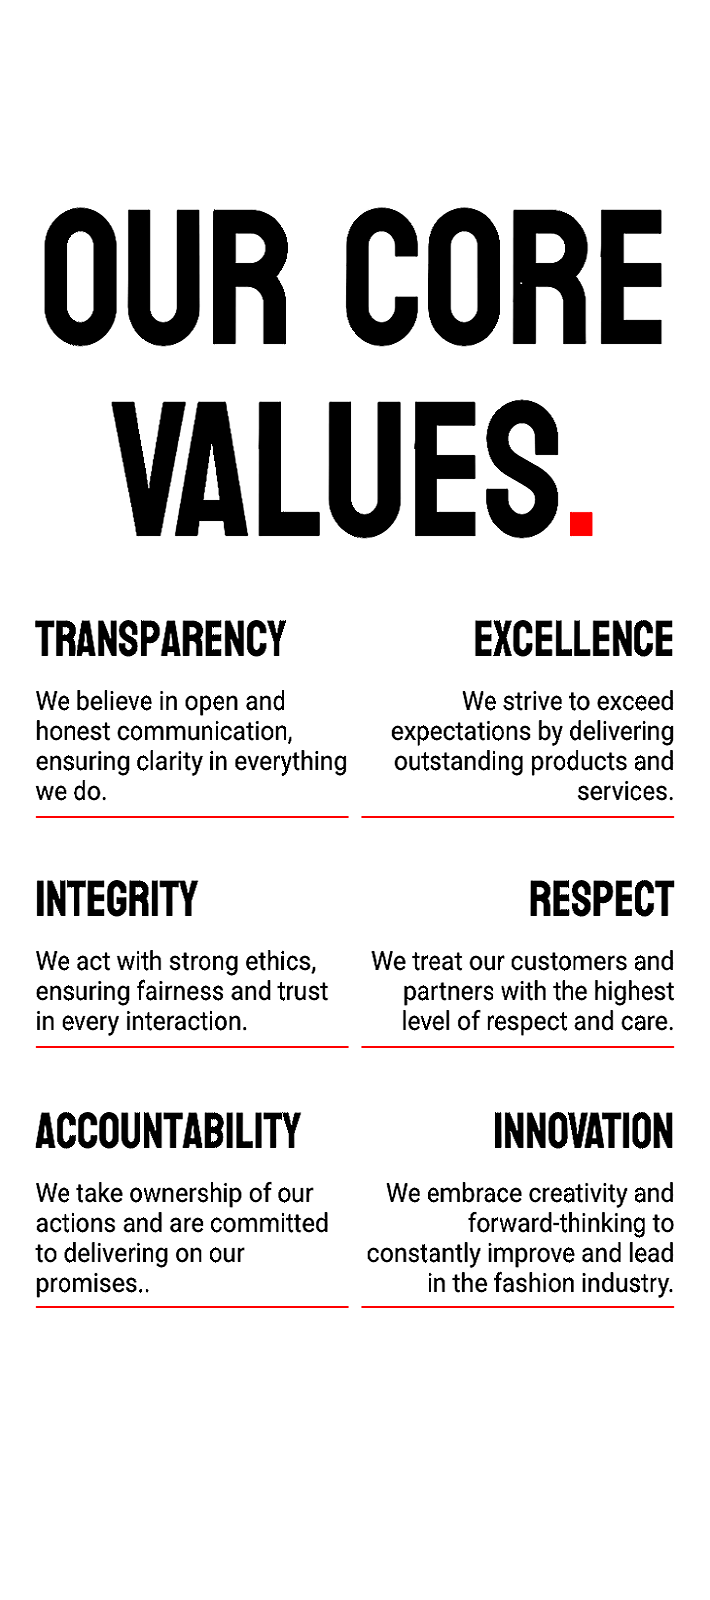 OUR CORE
VALUES.
TRANSPARENCY
We believe in open and
honest communication,
ensuring clarity in everything
we do.
EXCELLENCE
We strive to exceed
expectations by delivering
outstanding products and
services.
INTEGRITY
We act with strong ethics,
ensuring fairness and trust
in every interaction.
RESPECT
We treat our customers and
partners with the highest
level of respect and care.
ACCOUNTABILITY
We take ownership of our
actions and are committed
to delivering on our
promises..
INNOVATION
We embrace creativity and
forward-thinking to
constantly improve and lead
in the fashion industry.